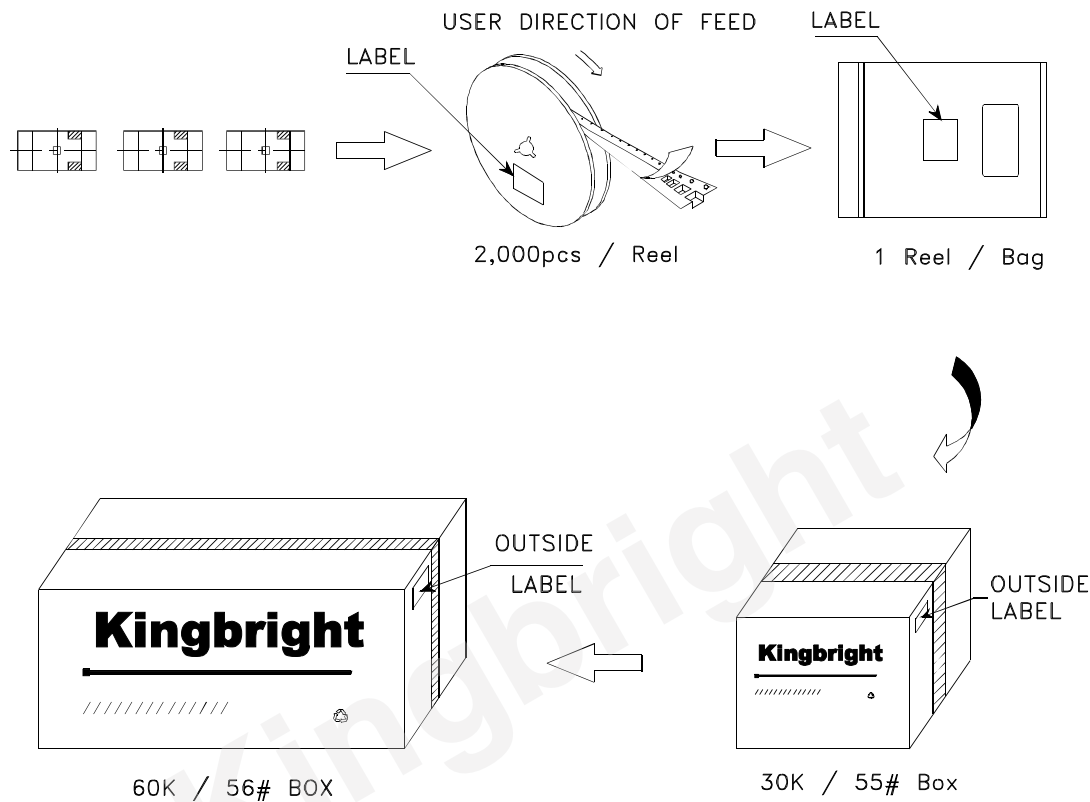 USER DIRECTION OF FEED
LABEL
LABEL
2,000pcs / Reel
1 Reel / Bag
OUTSIDE
LABEL
OUTSIDE
LABEL
Kingbright
Kingbright
60K / 56# BOX
30K / 55# Box
Kingbright